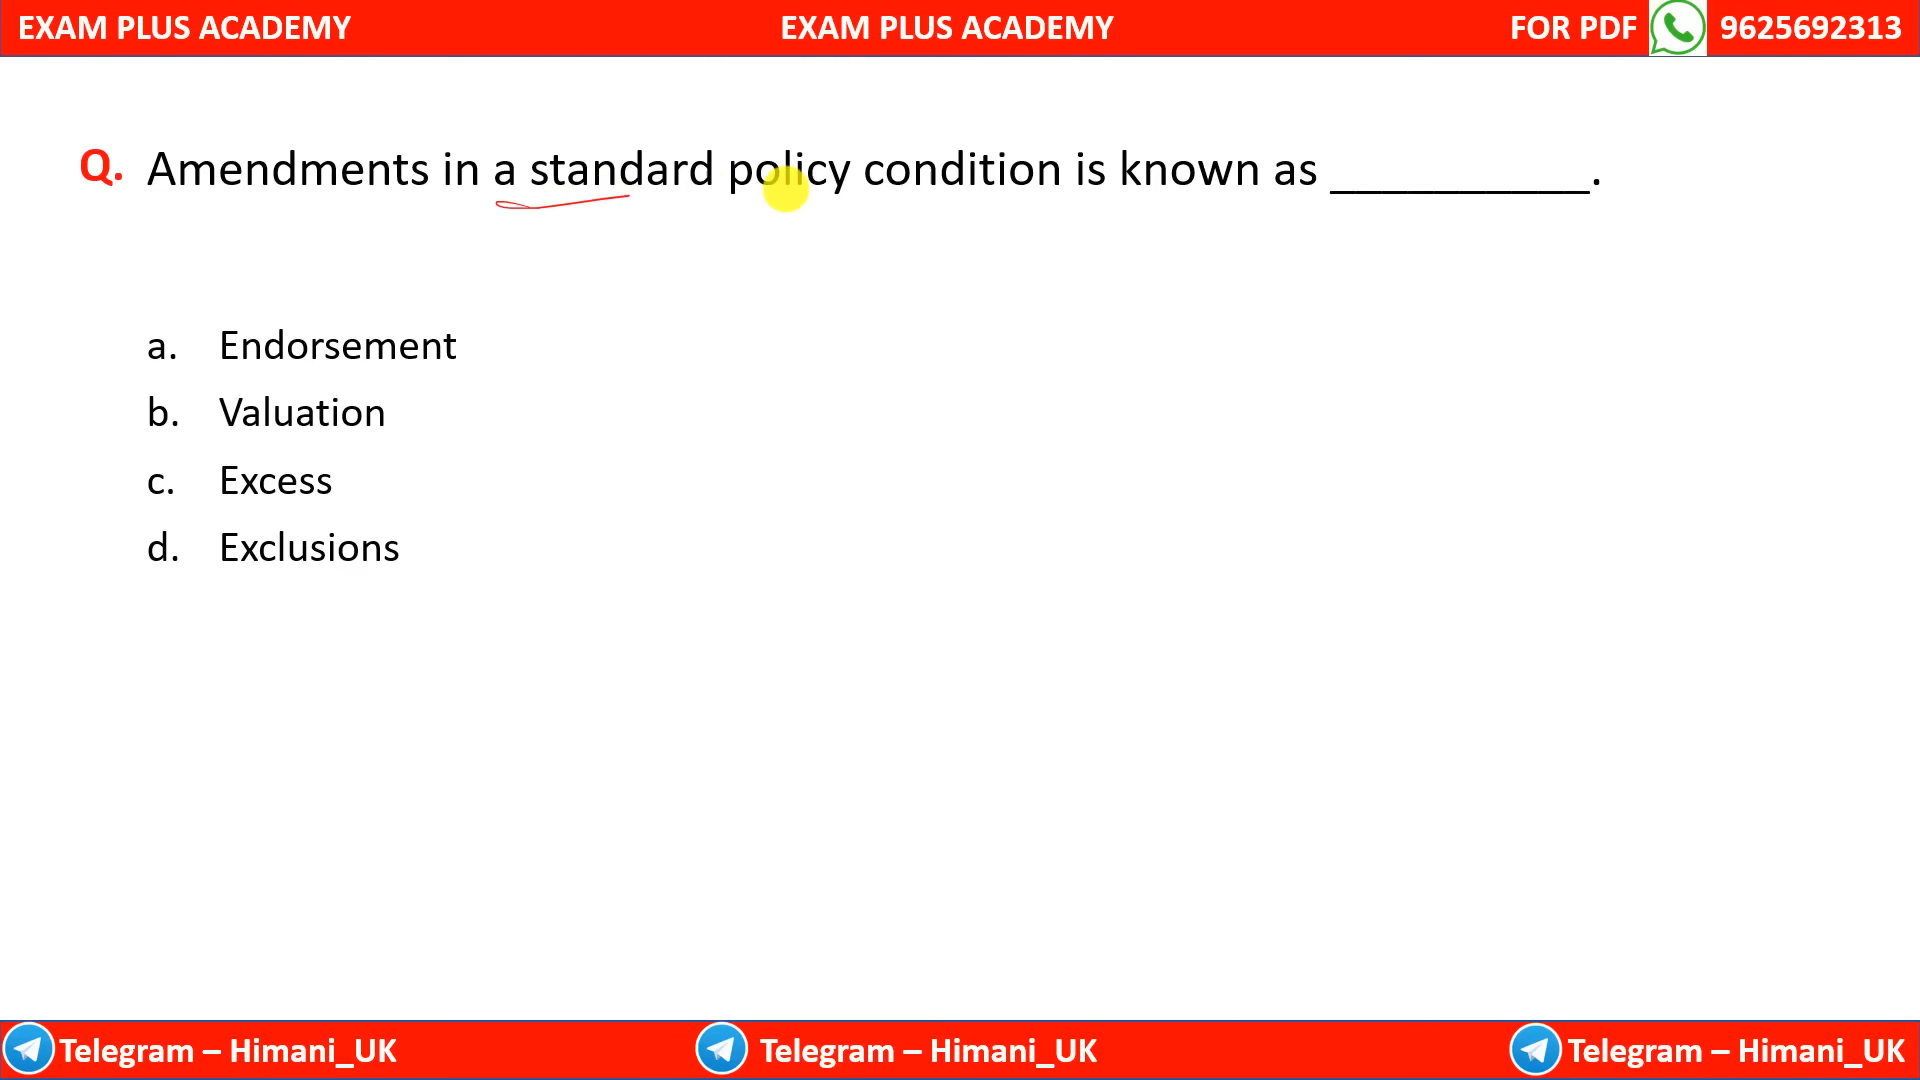 EXAM PLUS ACADEMY EXAM PLUS ACADEMY FOR PDF 9625692313
Q. Amendments in a standard policy condition is known as __________.
a. Endorsement
b. Valuation
c. Excess
d. Exclusions
Telegram – Himani_UK Telegram – Himani_UK Telegram – Himani_UK